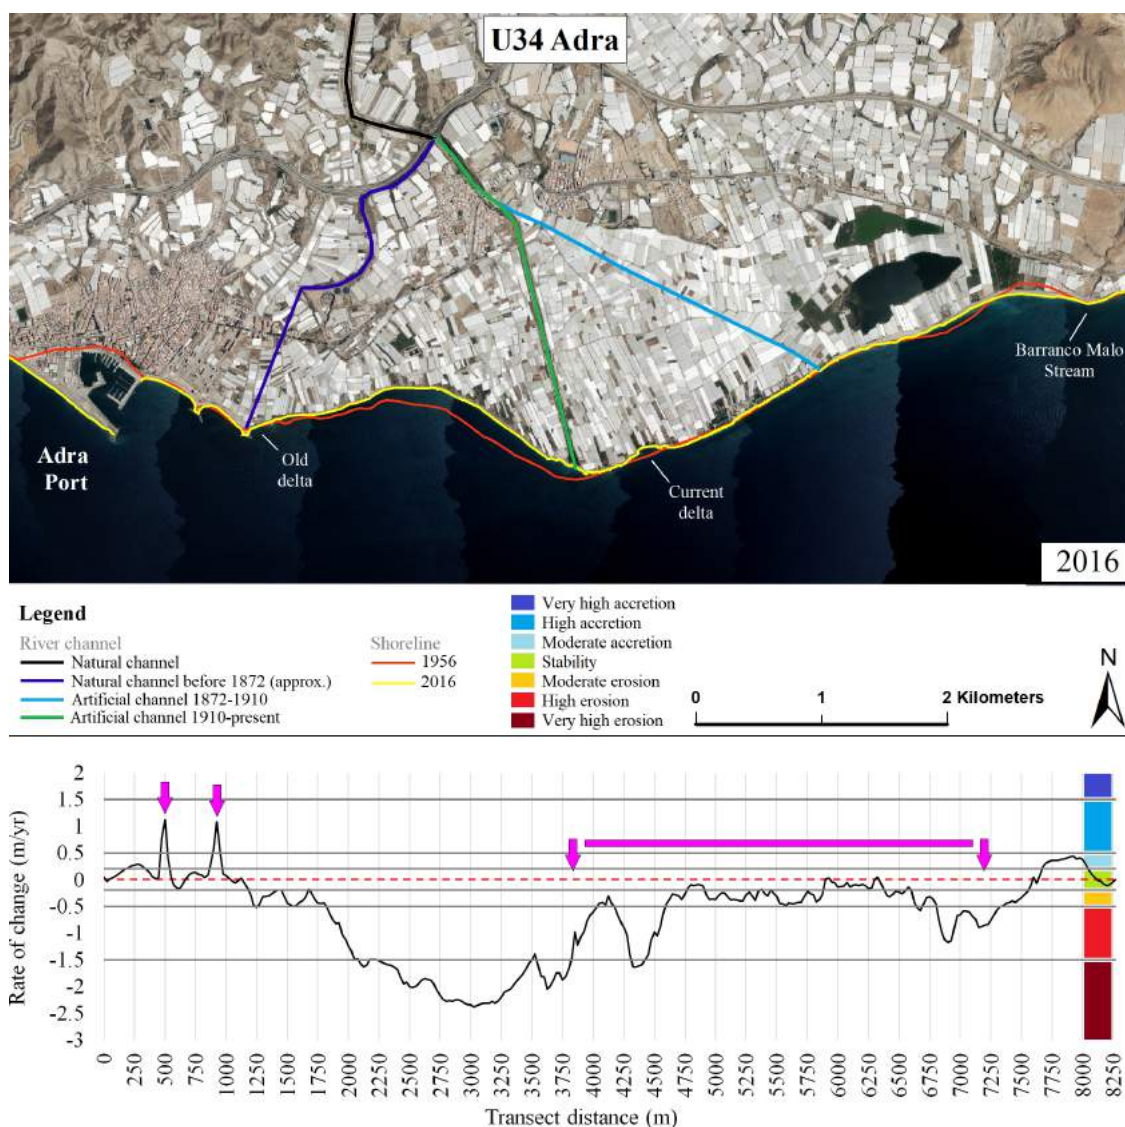 U34 Adra
Barranco Malo
Stream
Adra
Port
Old
delta
Current
delta
2016
Legend
River channel
Natural channel
Natural channel before 1872 (approx.)
Artificial channel 1872-1910
Artificial channel 1910-present
Shoreline
1956
2016
Very high accretion
High accretion
Moderate accretion
Stability
Moderate erosion
High erosion
Very high erosion
0 1 2 Kilometers
N
Rate of change (m/yr)
2
1.5
1
0.5
0
-0.5
-1
-1.5
-2
-2.5
-3
0 250 500 750 1000 1250 1500 1750 2000 2250 2500 2750 3000 3250 3500 3750 4000 4250 4500 4750 5000 5250 5500 5750 6000 6250 6500 6750 7000 7250 7500 7750 8000 8250
Transect distance (m)